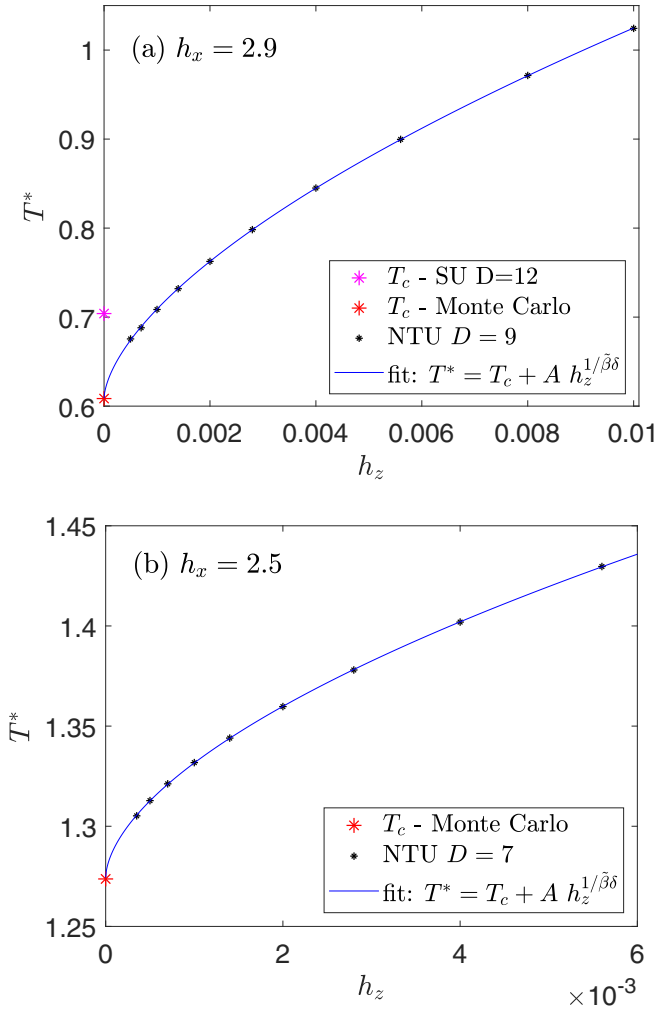 (a) h_x = 2.9
1
0.9
0.8
0.7
0.6
T*
T_c - SU D=12
T_c - Monte Carlo
NTU D = 9
fit: T* = T_c + A h_z^{1/β̃δ}
0 0.002 0.004 0.006 0.008 0.01
h_z
(b) h_x = 2.5
1.45
1.4
1.35
1.3
1.25
T*
T_c - Monte Carlo
NTU D = 7
fit: T* = T_c + A h_z^{1/β̃δ}
0 2 4 6
h_z
×10^{-3}